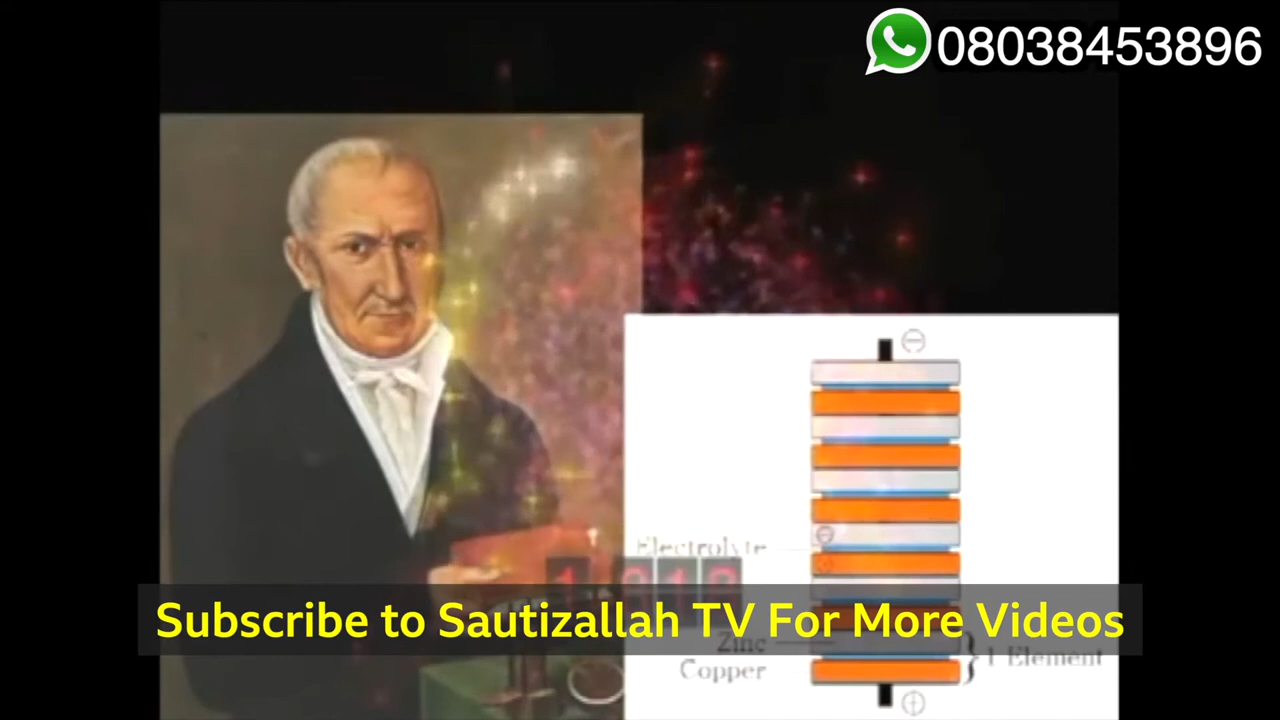 08038453896
Electrolyte
Subscribe to Sautizallah TV For More Videos
Zinc
Copper
1 Element